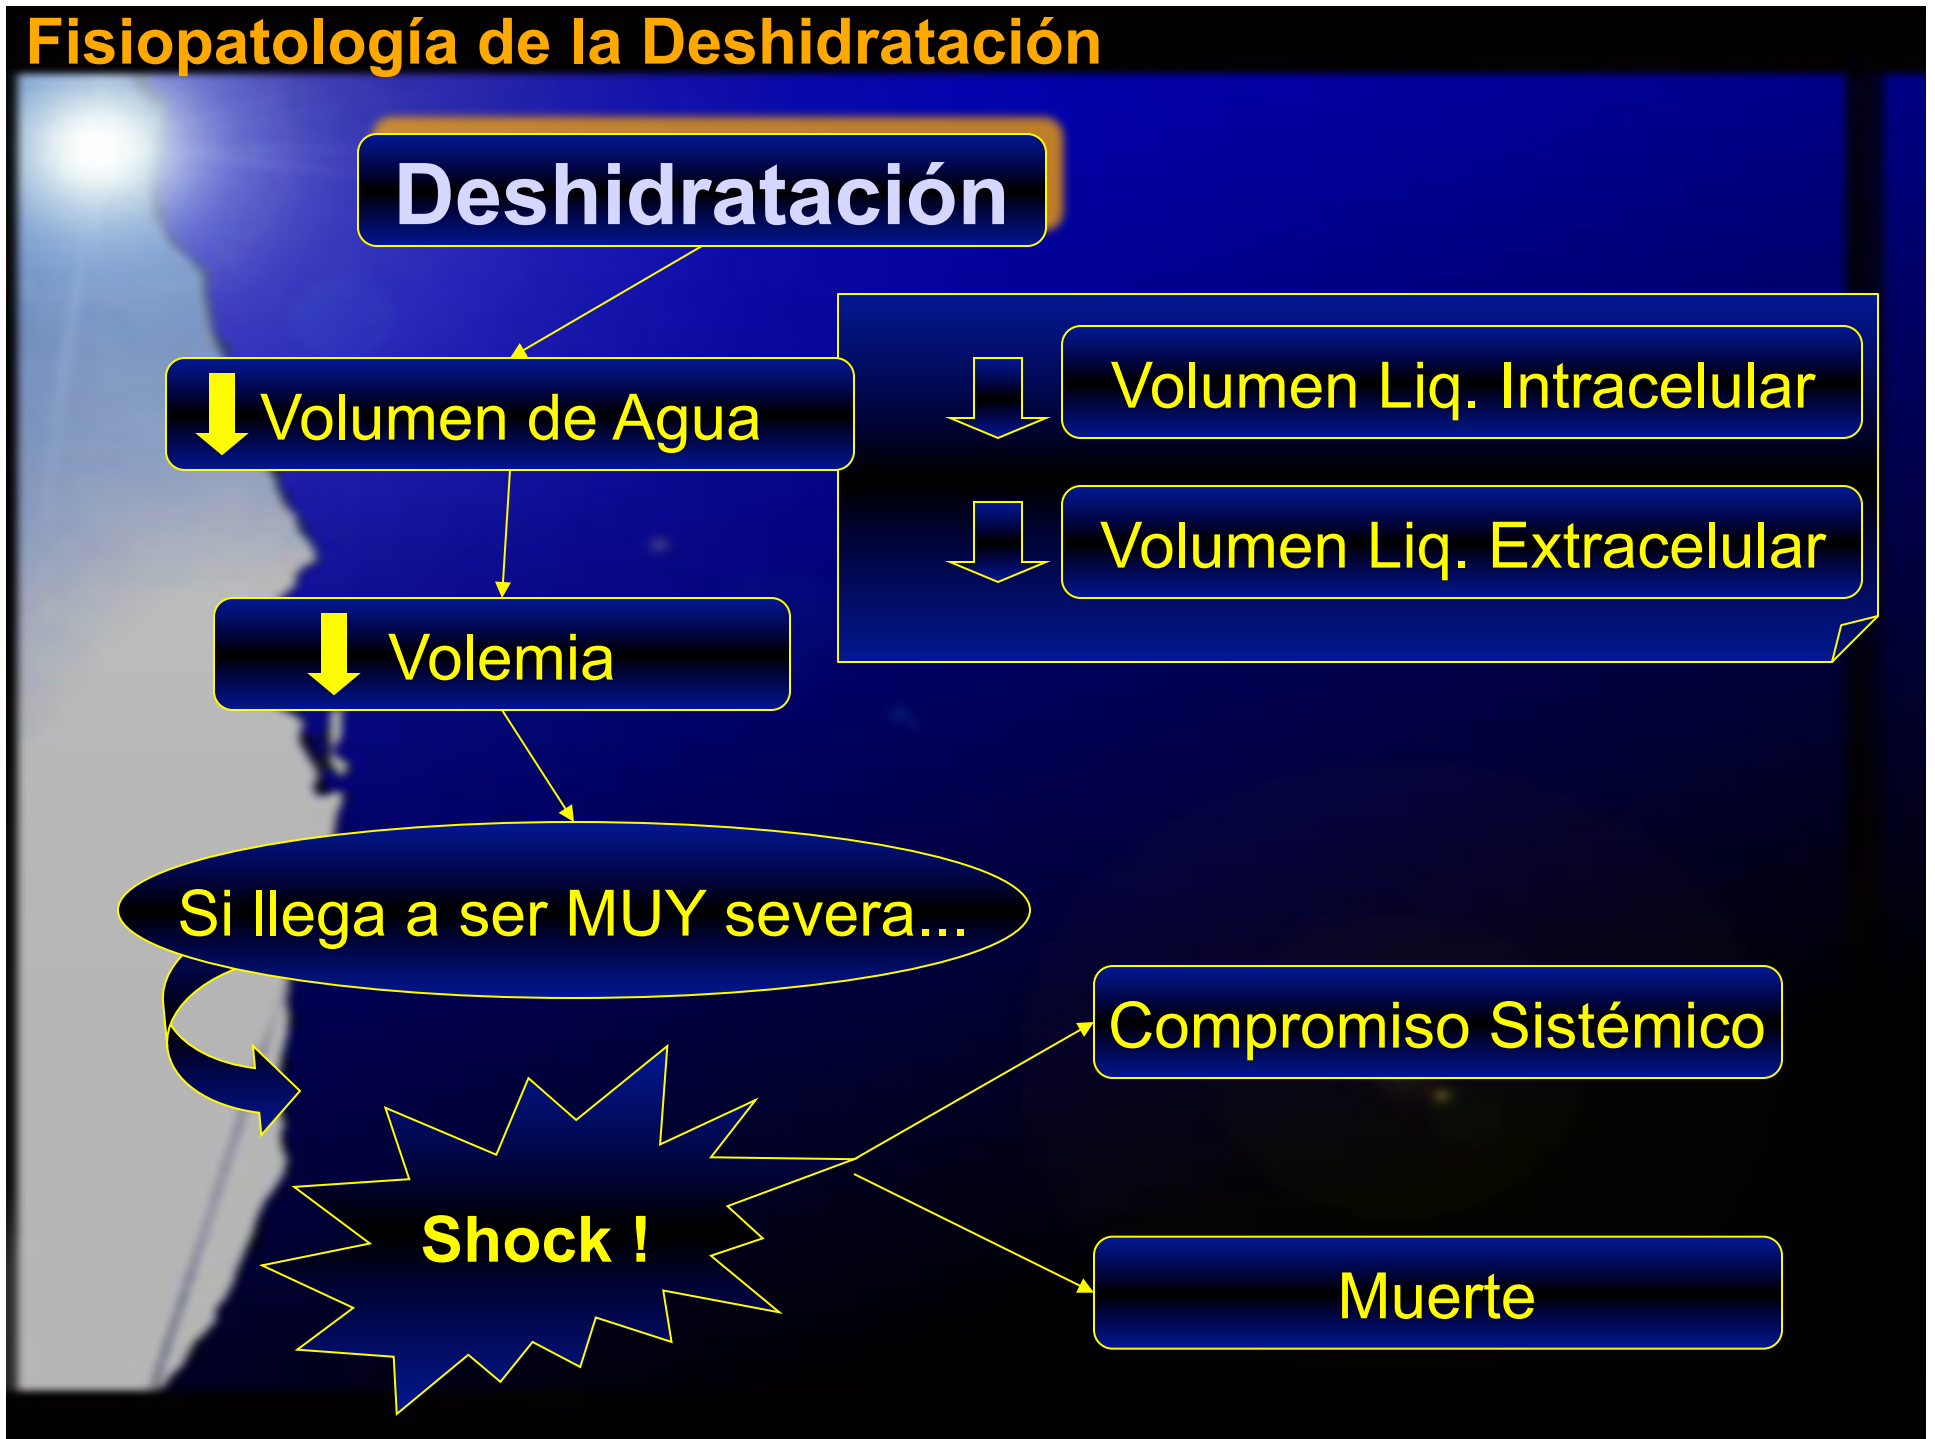 Fisiopatología de la Deshidratación
Deshidratación
Volumen de Agua
Volumen Liq. Intracelular
Volumen Liq. Extracelular
Volemia
Si llega a ser MUY severa...
Shock !
Compromiso Sistémico
Muerte